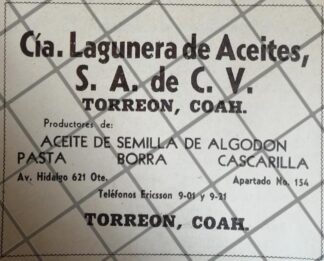 Cía. Lagunera de Aceites,
S. A. de C. V.
TORREON, COAH.
Productores de:
ACEITE DE SEMILLA DE ALGODON
PASTA BORRA CASCARILLA
Av. Hidalgo 621 Ote. Apartado No. 154
Teléfonos Ericsson 9-01 y 9-21
TORREON, COAH.